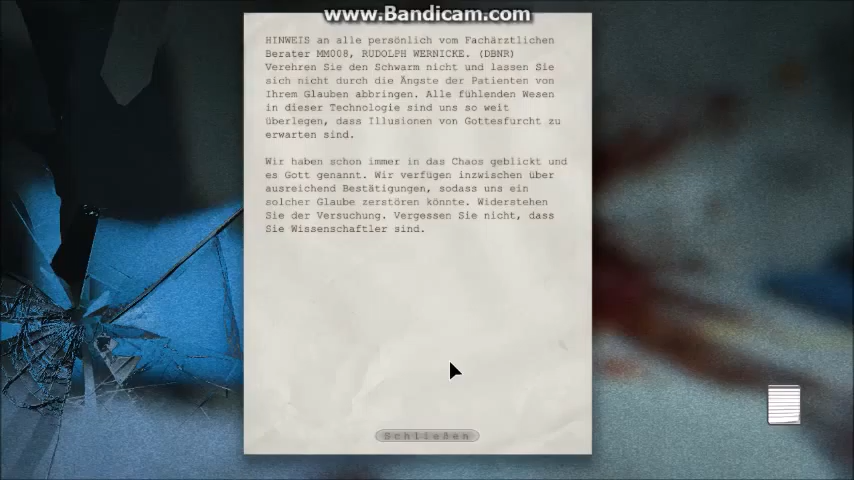 www.Bandicam.com
HINWEIS an alle persönlich vom Fachärztlichen
Berater MM008, RUDOLPH WERNICKE. (DBNR)
Verehren Sie den Schwarm nicht und lassen Sie
sich nicht durch die Ängste der Patienten von
Ihrem Glauben abbringen. Alle fühlenden Wesen
in dieser Technologie sind uns so weit
überlegen, dass Illusionen von Gottesfurcht zu
erwarten sind.
Wir haben schon immer in das Chaos geblickt und
es Gott genannt. Wir verfügen inzwischen über
ausreichend Bestätigungen, sodass uns ein
solcher Glaube zerstören könnte. Widerstehen
Sie der Versuchung. Vergessen Sie nicht, dass
Sie Wissenschaftler sind.
Schließen